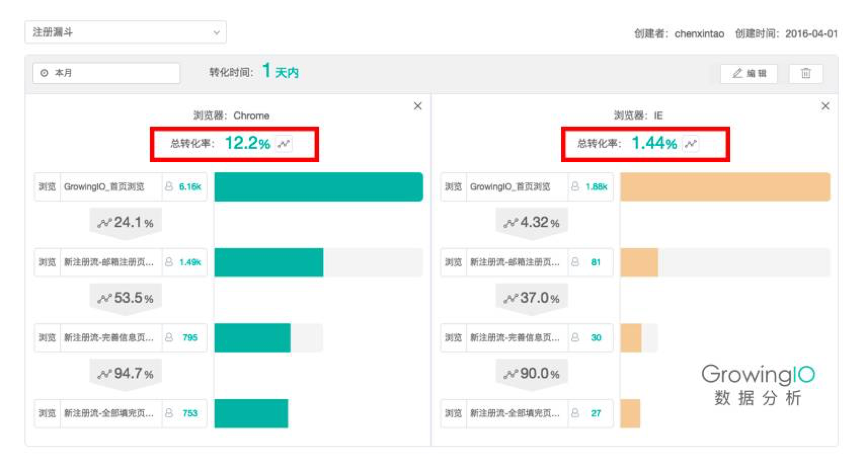 注册漏斗
创建者：chenxintao 创建时间：2016-04-01
本月
转化时间：1 天内
编辑
浏览器：Chrome
总转化率：12.2%
浏览 GrowingIO_首页浏览 6.16k
24.1%
浏览 新注册流-邮箱注册页... 1.49k
53.5%
浏览 新注册流-完善信息页... 795
94.7%
浏览 新注册流-全部填完页... 753
浏览器：IE
总转化率：1.44%
浏览 GrowingIO_首页浏览 1.88k
4.32%
浏览 新注册流-邮箱注册页... 81
37.0%
浏览 新注册流-完善信息页... 30
90.0%
浏览 新注册流-全部填完页... 27
GrowingIO
数据分析